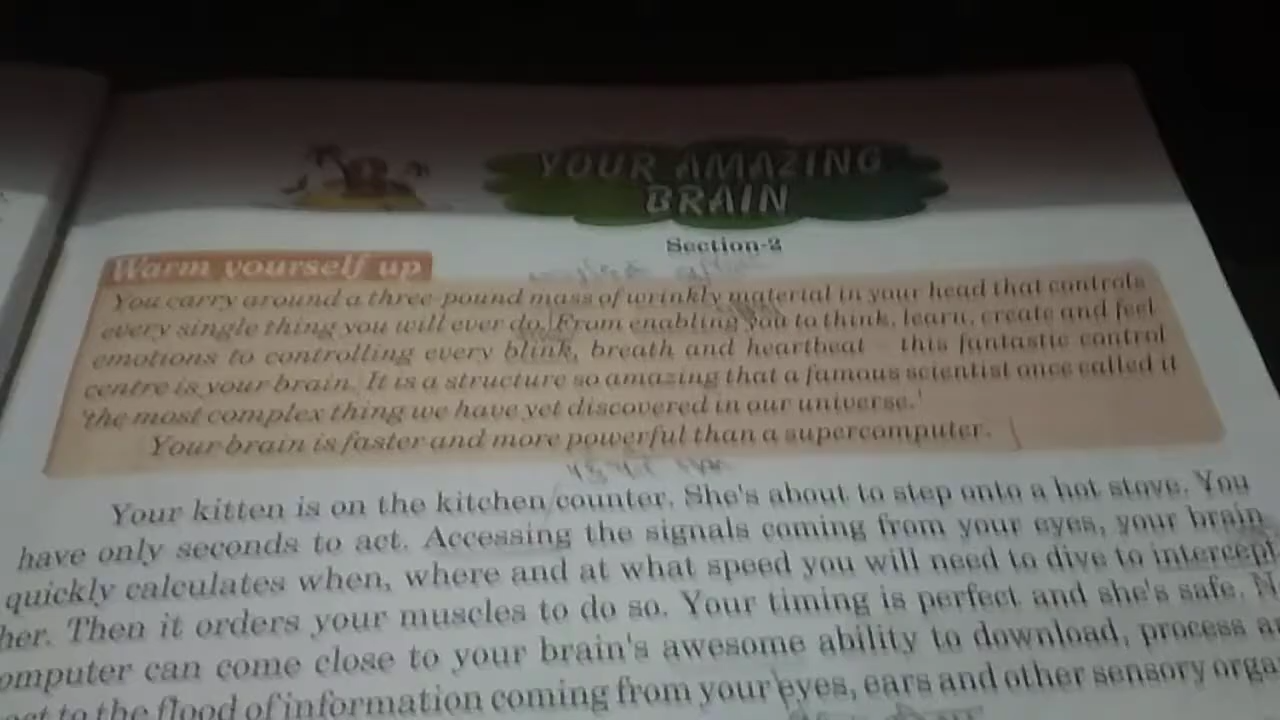 YOUR AMAZING
BRAIN
Section-2
Warm yourself up
You carry around a three-pound mass of wrinkly material in your head that controls
every single thing you will ever do. From enabling you to think, learn, create and feel
emotions to controlling every blink, breath and heartbeat – this fantastic control
centre is your brain. It is a structure so amazing that a famous scientist once called it
'the most complex thing we have yet discovered in our universe.'
Your brain is faster and more powerful than a supercomputer.
Your kitten is on the kitchen counter. She's about to step onto a hot stove. You
have only seconds to act. Accessing the signals coming from your eyes, your brain
quickly calculates when, where and at what speed you will need to dive to intercept
her. Then it orders your muscles to do so. Your timing is perfect and she's safe. N
omputer can come close to your brain's awesome ability to download, process a
to the flood of information coming from your eyes, ears and other sensory orga